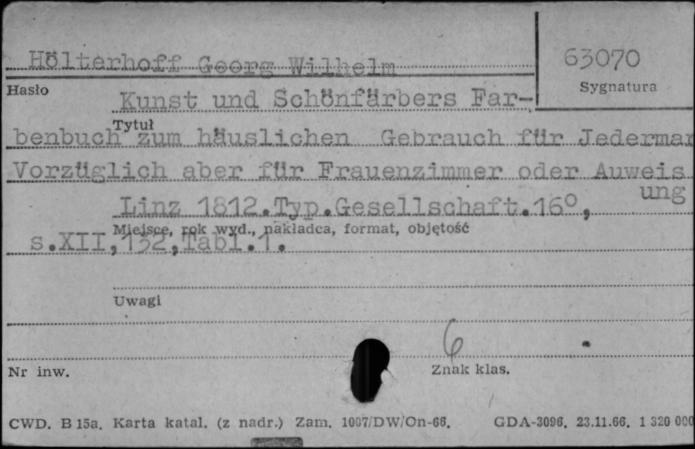 Hölterhoff Georg Wilhelm
63070
Hasło
Sygnatura
Kunst und Schönfärbers Far-
Tytuł
benbuch zum häuslichen Gebrauch für Jederman
Vorzüglich aber für Frauenzimmer oder Auweis
ung
Linz 1812.Typ.Gesellschaft.16°,
Miejsce, rok wyd., nakładca, format, objętość
s.XII,132,Tabl.1.
Uwagi
6
Nr inw.
Znak klas.
CWD. B 15a. Karta katal. (z nadr.) Zam. 1007/DW/On-66. GDA-3096. 23.11.66. 1 320 000